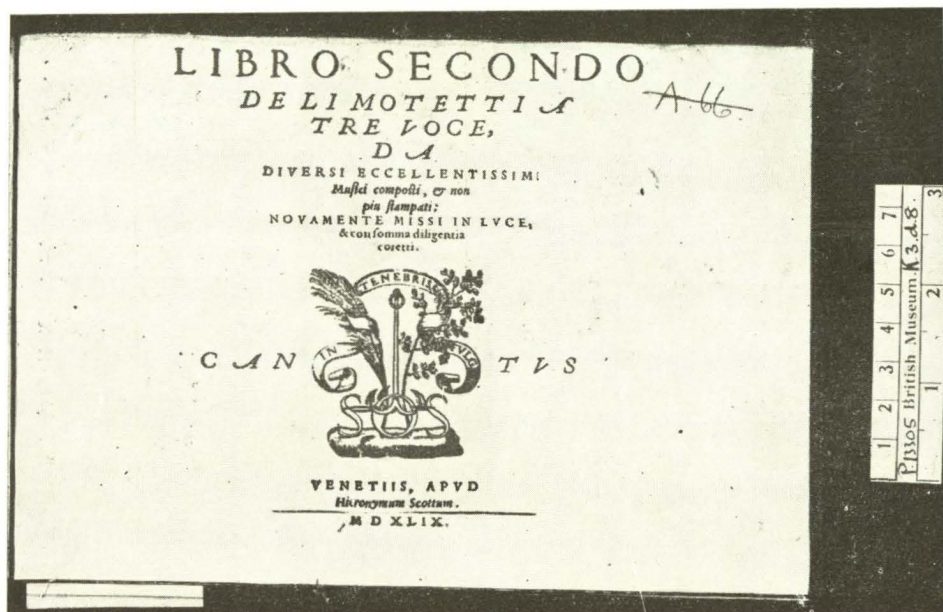 LIBRO SECONDO
DE LI MOTETTI A
TRE VOCE,
DA
DIVERSI ECCELLENTISSIMI
Musici composti, & non
piu stampati:
NOVAMENTE MISSI IN LVCE,
& con somma diligentia
coretti.
A.66.
TENEBRIS
IN
CAN TVS
VENETIIS, APVD
Hieronymum Scottum.
M D XLIX.
1 2 3 4 5 6 7
P13305 British Museum. K.3.d.8.
1 2 3